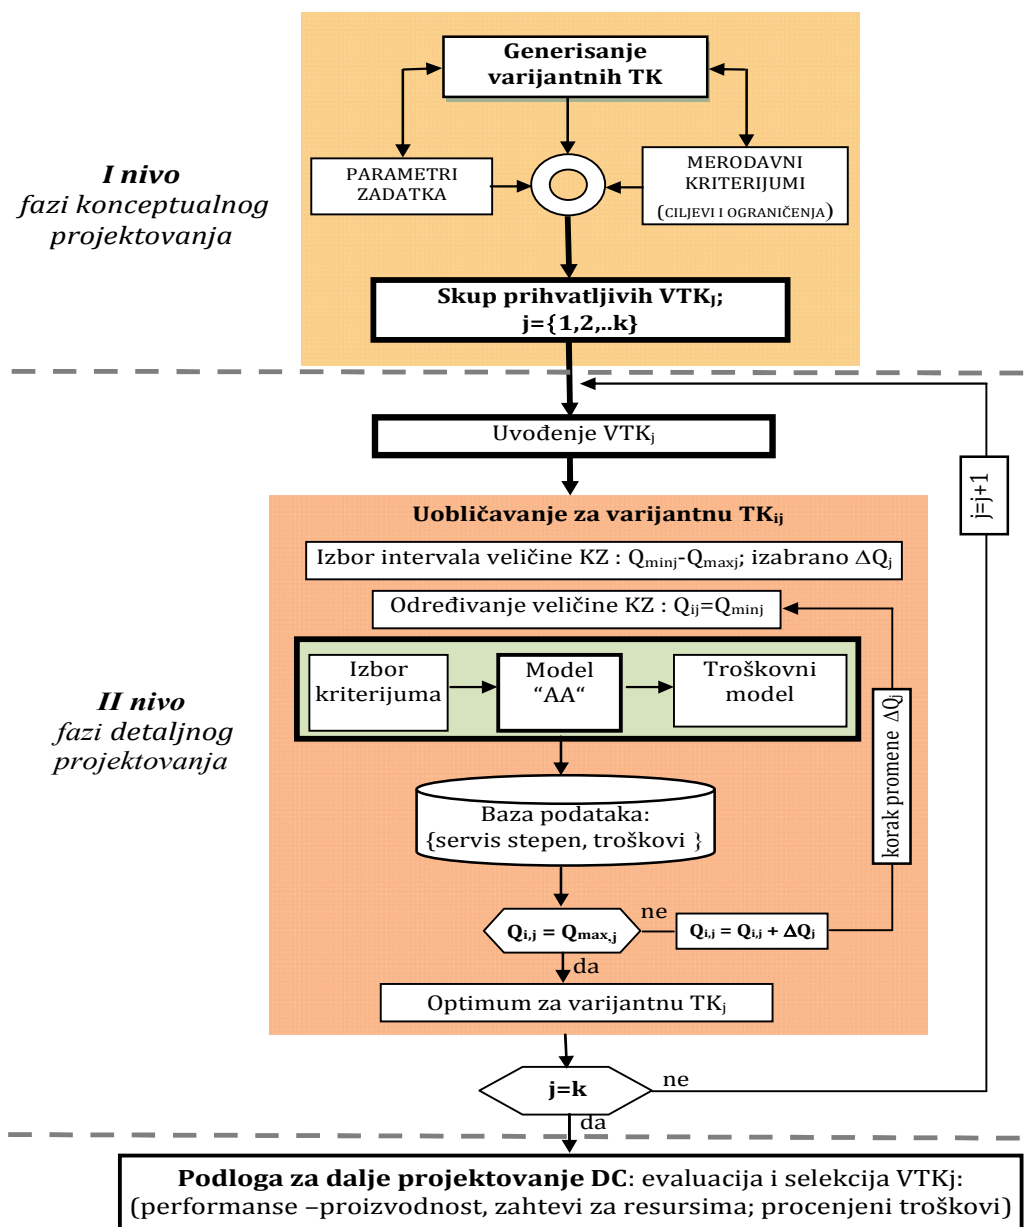 Generisanje
varijantnih TK
I nivo
fazi konceptualnog
projektovanja
PARAMETRI
ZADATKA
MERODAVNI
KRITERIJUMI
(CILJEVI I OGRANIČENJA)
Skup prihvatljivih VTKJ;
j={1,2,..k}
Uvođenje VTKj
j=j+1
Uobličavanje za varijantnu TKij
Izbor intervala veličine KZ : Qminj-Qmaxj; izabrano ΔQj
Određivanje veličine KZ : Qij=Qminj
Izbor
kriterijuma
Model
“AA“
Troškovni
model
II nivo
fazi detaljnog
projektovanja
korak promene ΔQj
Baza podataka:
{servis stepen, troškovi }
Qi,j = Qmax,j
ne
Qi,j = Qi,j + ΔQj
da
Optimum za varijantnu TKj
j=k
ne
da
Podloga za dalje projektovanje DC: evaluacija i selekcija VTKj:
(performanse –proizvodnost, zahtevi za resursima; procenjeni troškovi)